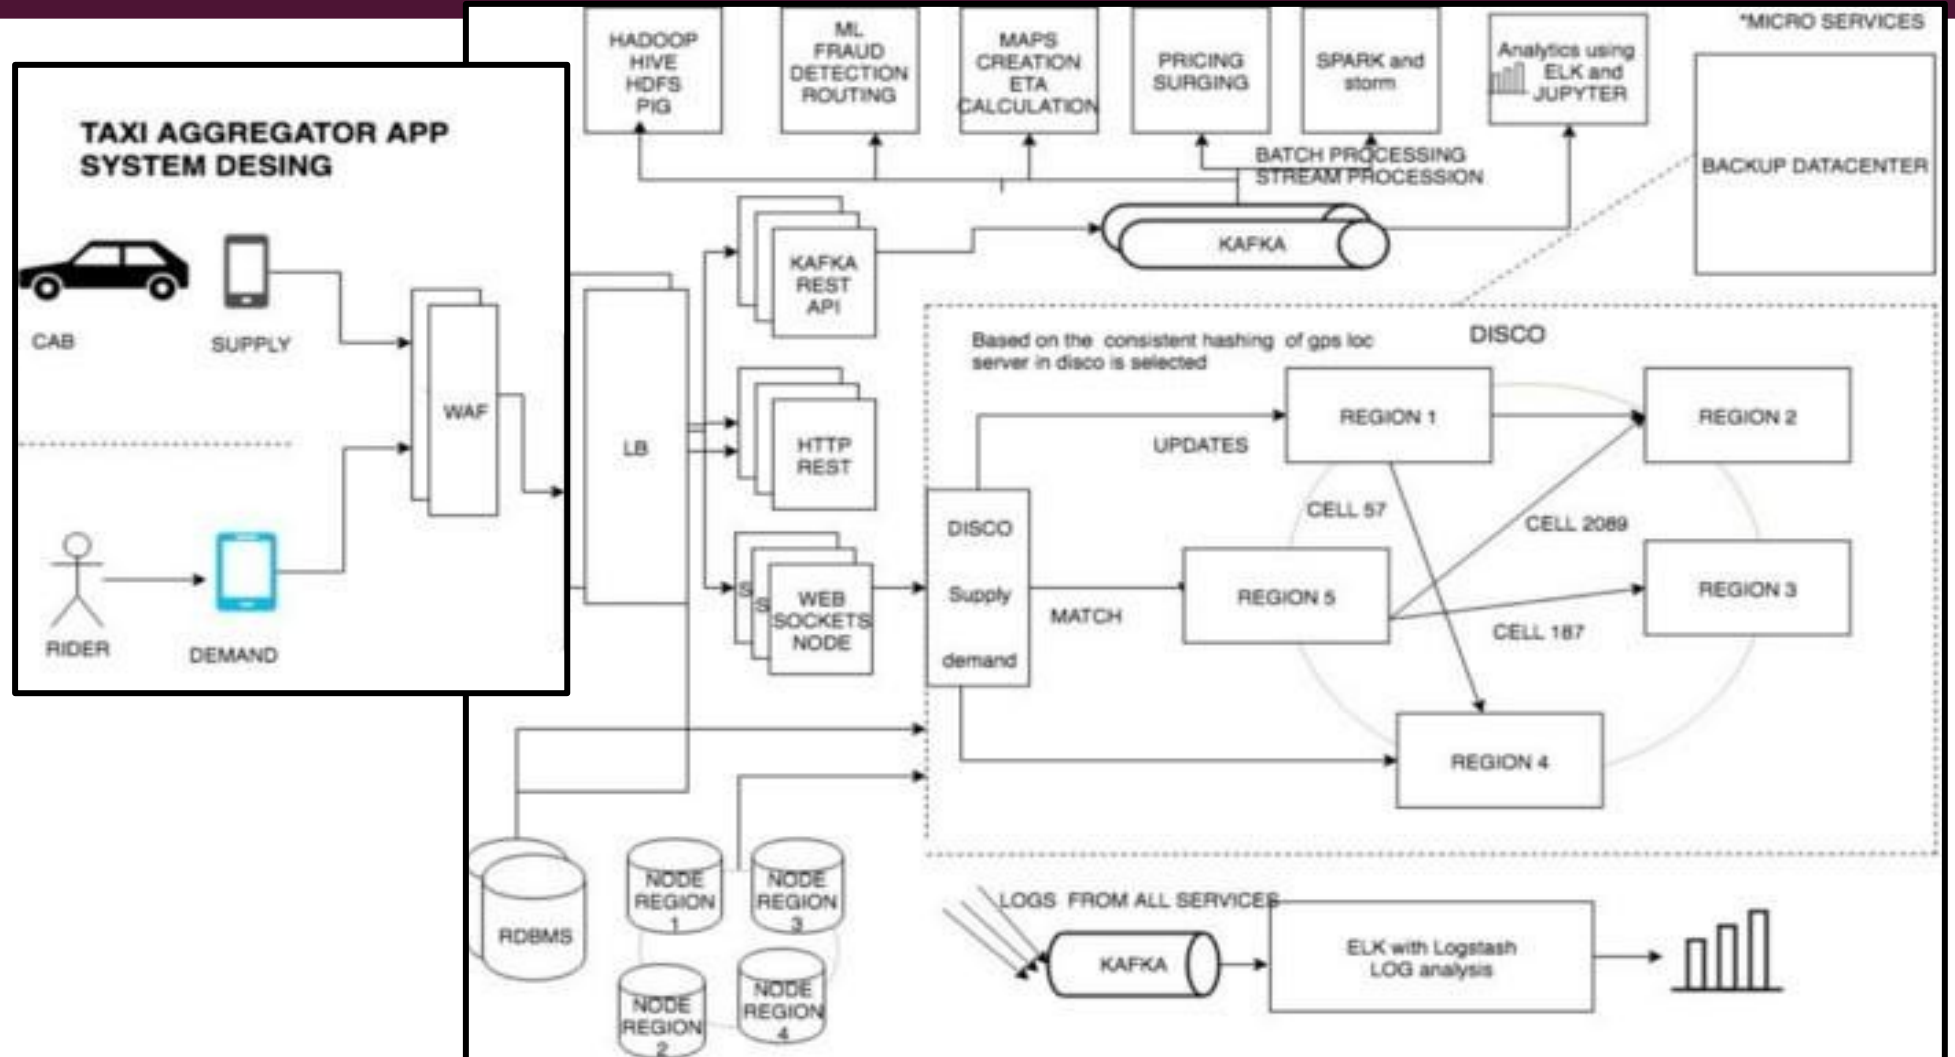 TAXI AGGREGATOR APP
SYSTEM DESING
CAB
SUPPLY
WAF
RIDER
DEMAND
HADOOP
HIVE
HDFS
PIG
ML
FRAUD
DETECTION
ROUTING
MAPS
CREATION
ETA
CALCULATION
PRICING
SURGING
SPARK and
storm
Analytics using
ELK and
JUPYTER
*MICRO SERVICES
BACKUP DATACENTER
BATCH PROCESSING
STREAM PROCESSION
KAFKA
KAFKA
REST
API
LB
HTTP
REST
S
S
WEB
SOCKETS
NODE
Based on the consistent hashing of gps loc
server in disco is selected
DISCO
REGION 1
REGION 2
UPDATES
CELL 57
CELL 2089
DISCO
Supply
demand
MATCH
REGION 5
REGION 3
CELL 187
REGION 4
RDBMS
NODE
REGION
1
NODE
REGION
3
NODE
REGION
2
NODE
REGION
4
LOGS FROM ALL SERVICES
KAFKA
ELK with Logstash
LOG analysis